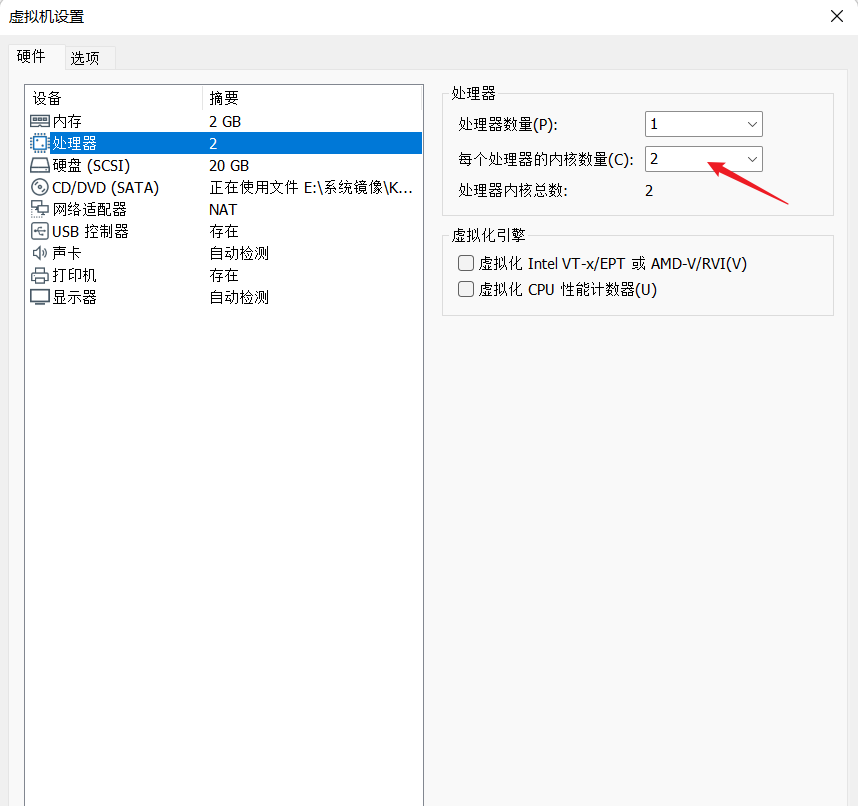 虚拟机设置
硬件 选项
设备 摘要
内存 2 GB
处理器 2
硬盘 (SCSI) 20 GB
CD/DVD (SATA) 正在使用文件 E:\系统镜像\K...
网络适配器 NAT
USB 控制器 存在
声卡 自动检测
打印机 存在
显示器 自动检测
处理器
处理器数量(P): 1
每个处理器的内核数量(C): 2
处理器内核总数: 2
虚拟化引擎
虚拟化 Intel VT-x/EPT 或 AMD-V/RVI(V)
虚拟化 CPU 性能计数器(U)